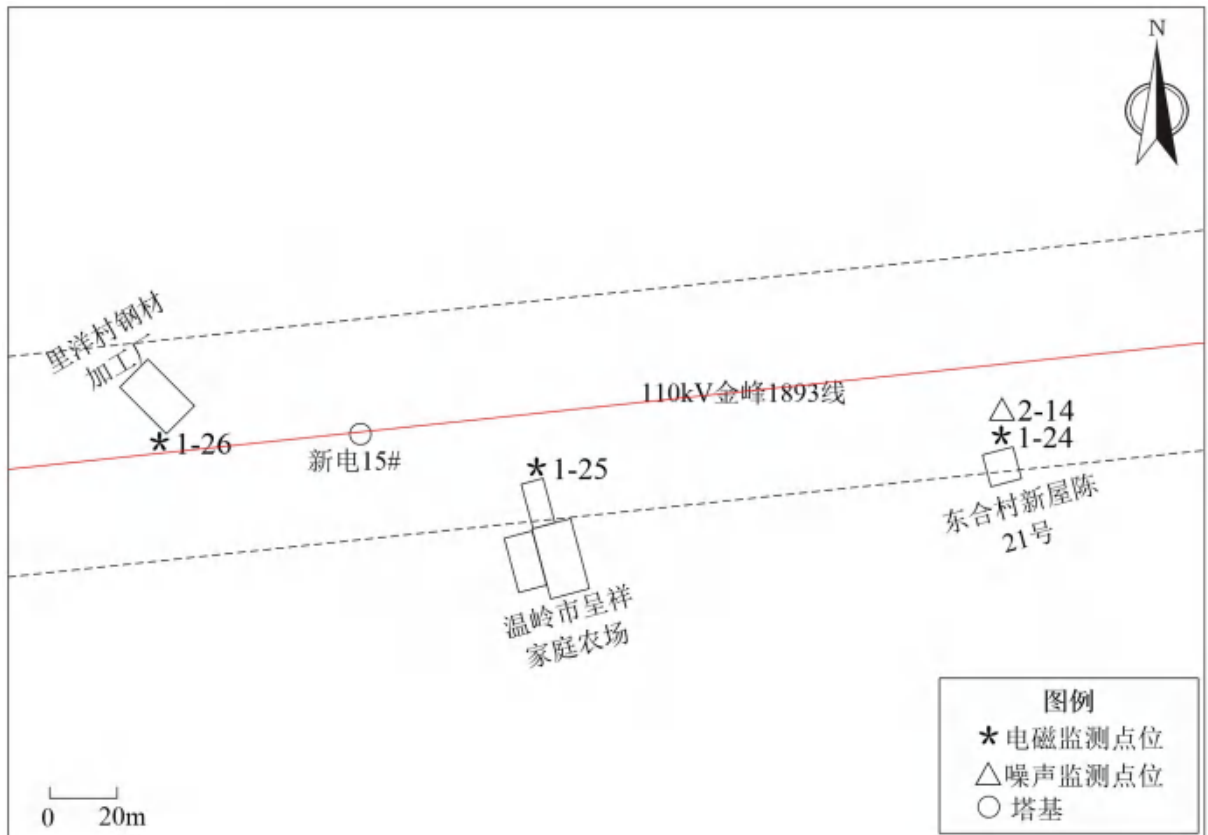 N
里洋村钢材
加工厂
110kV金峰1893线
2-14
1-24
1-26
新电15#
1-25
东合村新屋陈
21号
温岭市呈祥
家庭农场
图例
电磁监测点位
噪声监测点位
塔基
0 20m